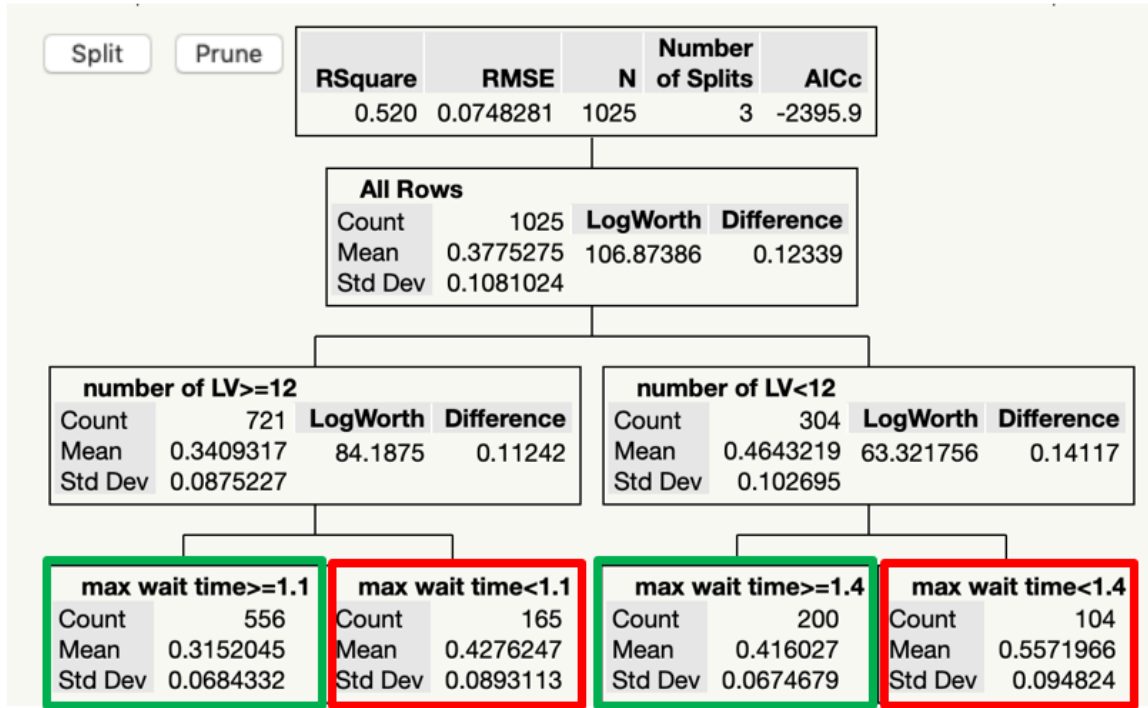 Split Prune
Number
RSquare RMSE N of Splits AICc
0.520 0.0748281 1025 3 -2395.9
All Rows
Count 1025 LogWorth Difference
Mean 0.3775275 106.87386 0.12339
Std Dev 0.1081024
number of LV>=12
Count 721 LogWorth Difference
Mean 0.3409317 84.1875 0.11242
Std Dev 0.0875227
number of LV<12
Count 304 LogWorth Difference
Mean 0.4643219 63.321756 0.14117
Std Dev 0.102695
max wait time>=1.1
Count 556
Mean 0.3152045
Std Dev 0.0684332
max wait time<1.1
Count 165
Mean 0.4276247
Std Dev 0.0893113
max wait time>=1.4
Count 200
Mean 0.416027
Std Dev 0.0674679
max wait time<1.4
Count 104
Mean 0.5571966
Std Dev 0.094824